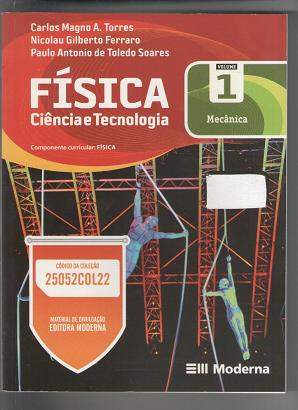 Carlos Magno A. Torres
Nicolau Gilberto Ferraro
Paulo Antonio de Toledo Soares
FÍSICA
Ciência e Tecnologia
VOLUME
1
Mecânica
Componente curricular: FÍSICA
CÓDIGO DA COLEÇÃO
25052COL22
MATERIAL DE DIVULGAÇÃO
EDITORA MODERNA
Moderna